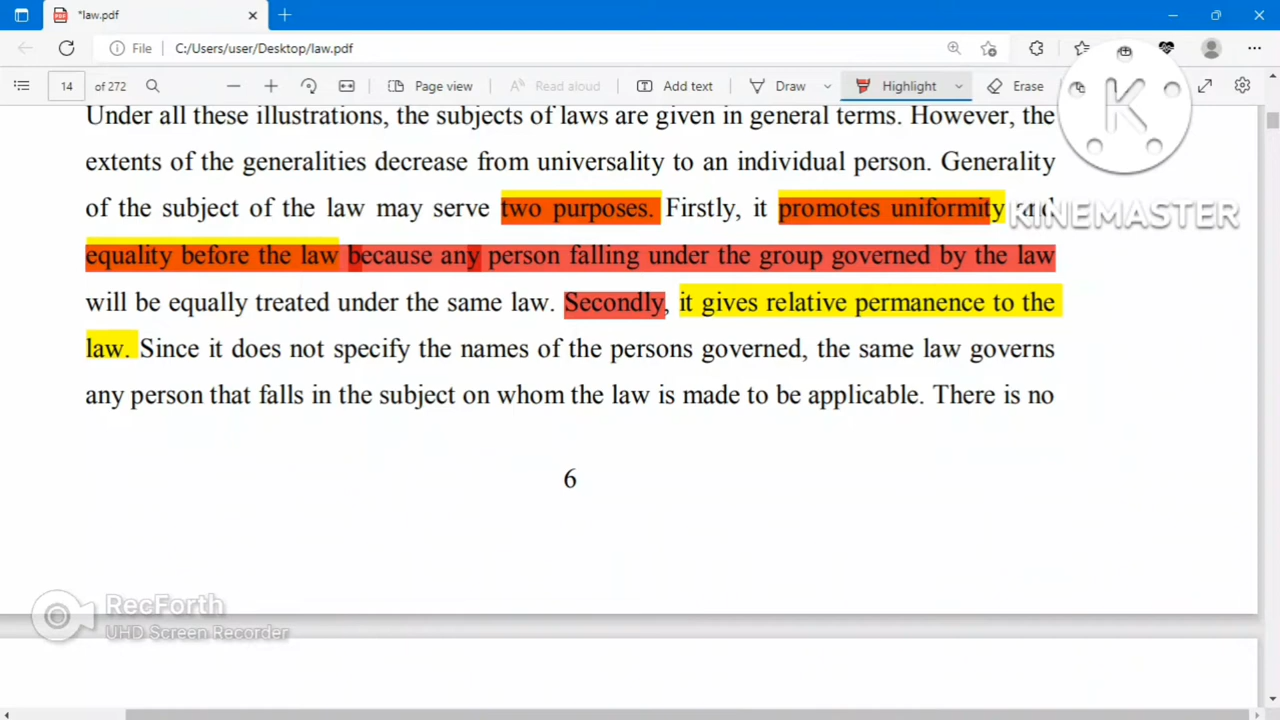 *law.pdf
File C:/Users/user/Desktop/law.pdf
14 of 272 Page view Read aloud Add text Draw Highlight Erase
Under all these illustrations, the subjects of laws are given in general terms. However, the
extents of the generalities decrease from universality to an individual person. Generality
of the subject of the law may serve two purposes. Firstly, it promotes uniformity and
KINEMASTER
equality before the law because any person falling under the group governed by the law
will be equally treated under the same law. Secondly, it gives relative permanence to the
law. Since it does not specify the names of the persons governed, the same law governs
any person that falls in the subject on whom the law is made to be applicable. There is no
6
RecForth
UHD Screen Recorder